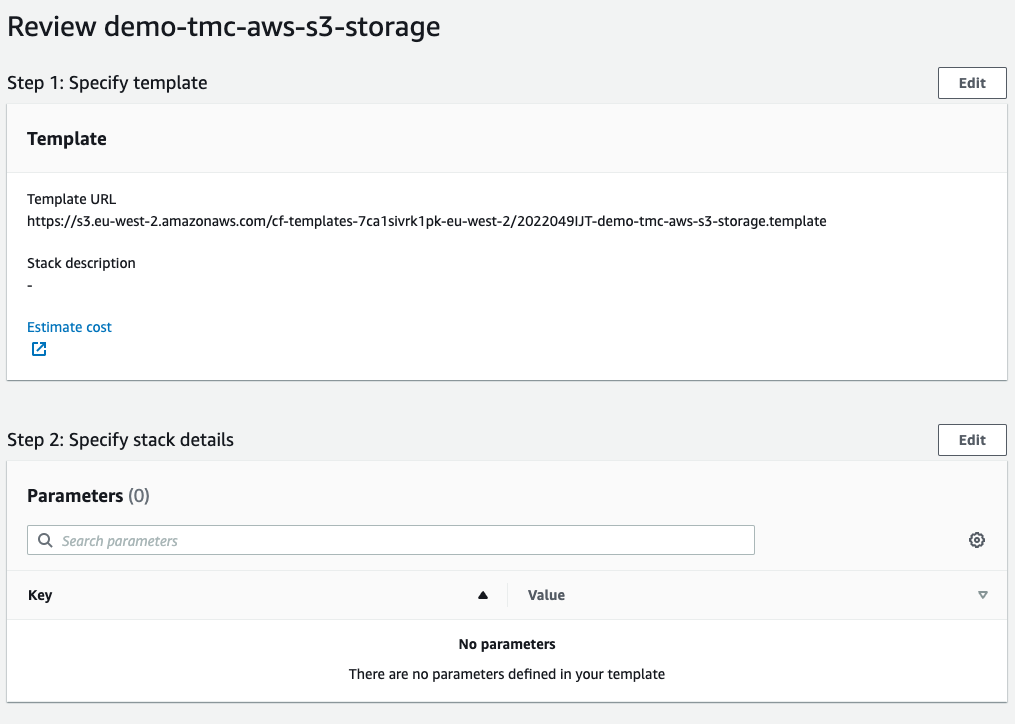 Review demo-tmc-aws-s3-storage
Step 1: Specify template
Edit
Template
Template URL
https://s3.eu-west-2.amazonaws.com/cf-templates-7ca1sivrk1pk-eu-west-2/2022049IJT-demo-tmc-aws-s3-storage.template
Stack description
-
Estimate cost
Step 2: Specify stack details
Edit
Parameters (0)
Search parameters
Key
Value
No parameters
There are no parameters defined in your template